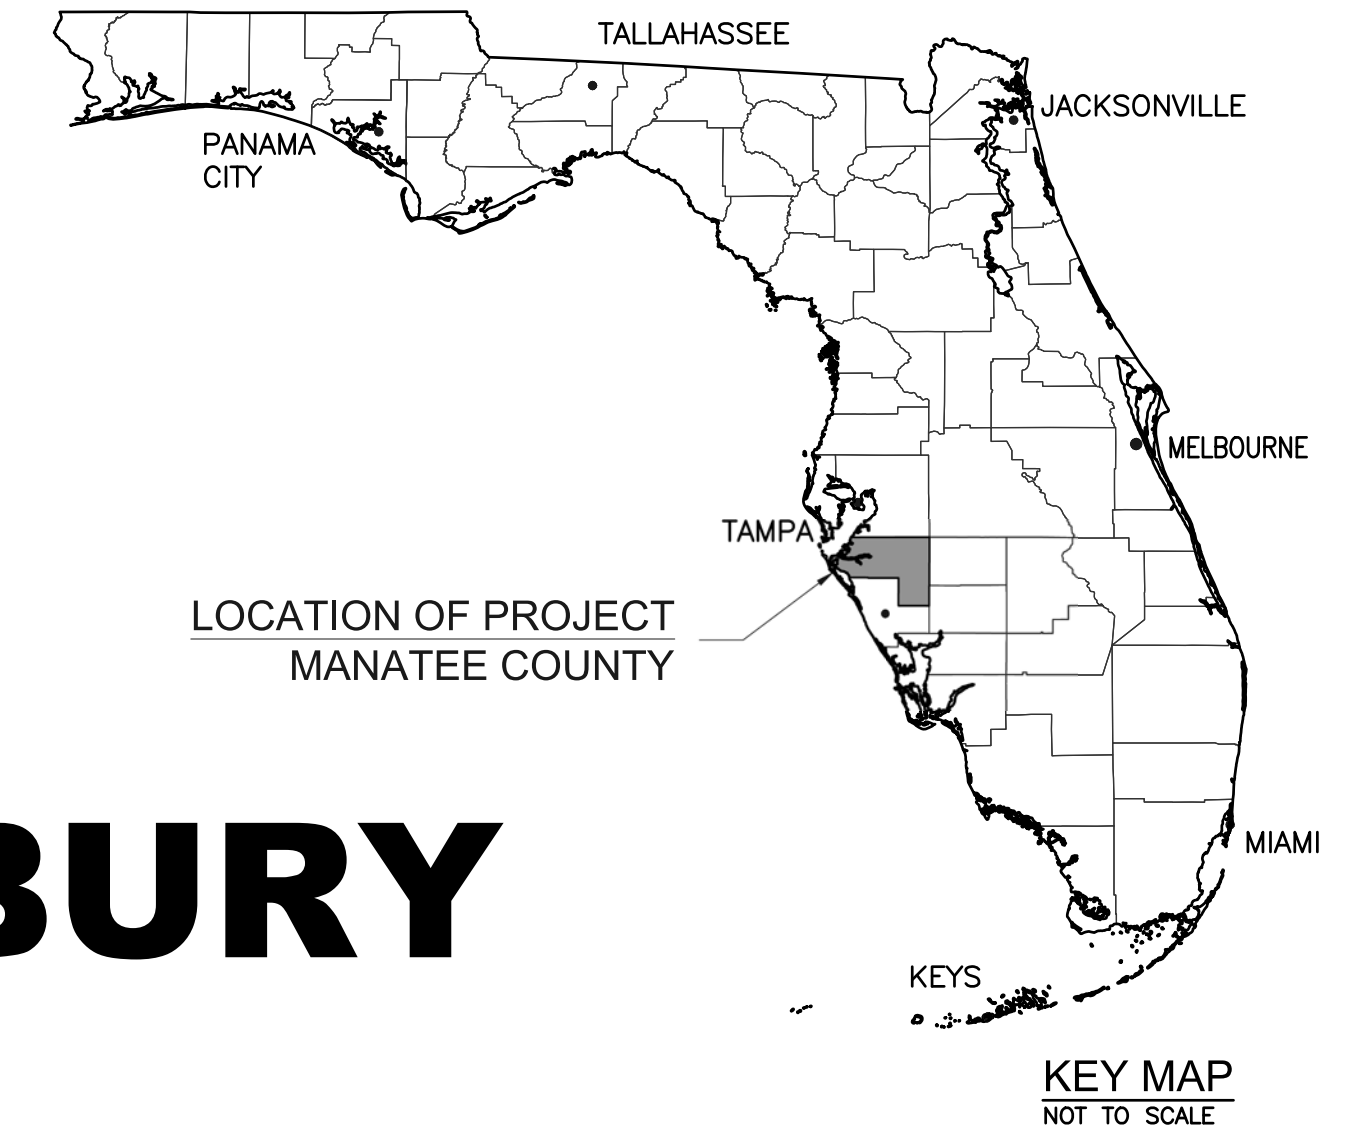 TALLAHASSEE
JACKSONVILLE
PANAMA
CITY
MELBOURNE
TAMPA
LOCATION OF PROJECT
MANATEE COUNTY
BURY
MIAMI
KEYS
KEY MAP
NOT TO SCALE